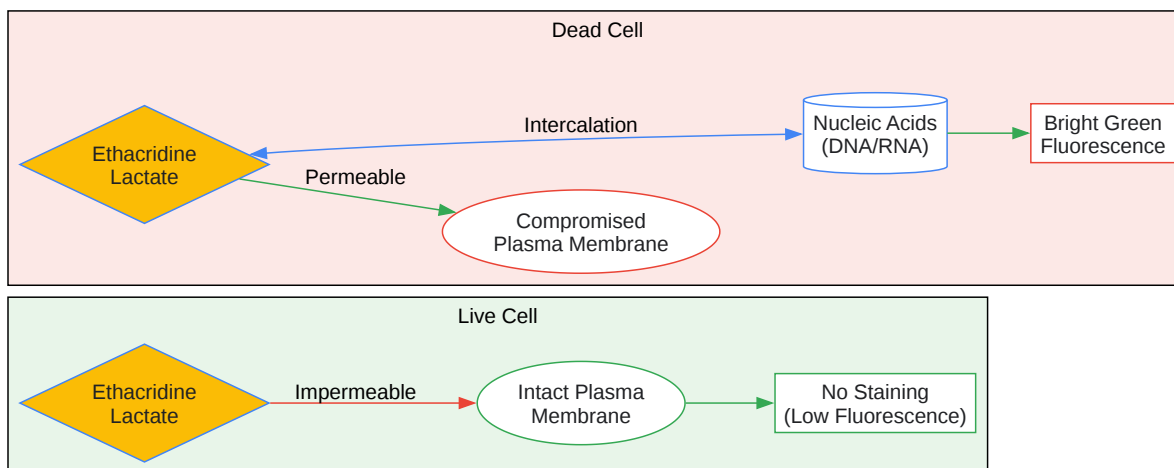 Dead Cell
Ethacridine
Lactate
Intercalation
Permeable
Compromised
Plasma Membrane
Nucleic Acids
(DNA/RNA)
Bright Green
Fluorescence
Live Cell
Ethacridine
Lactate
Impermeable
Intact Plasma
Membrane
No Staining
(Low Fluorescence)